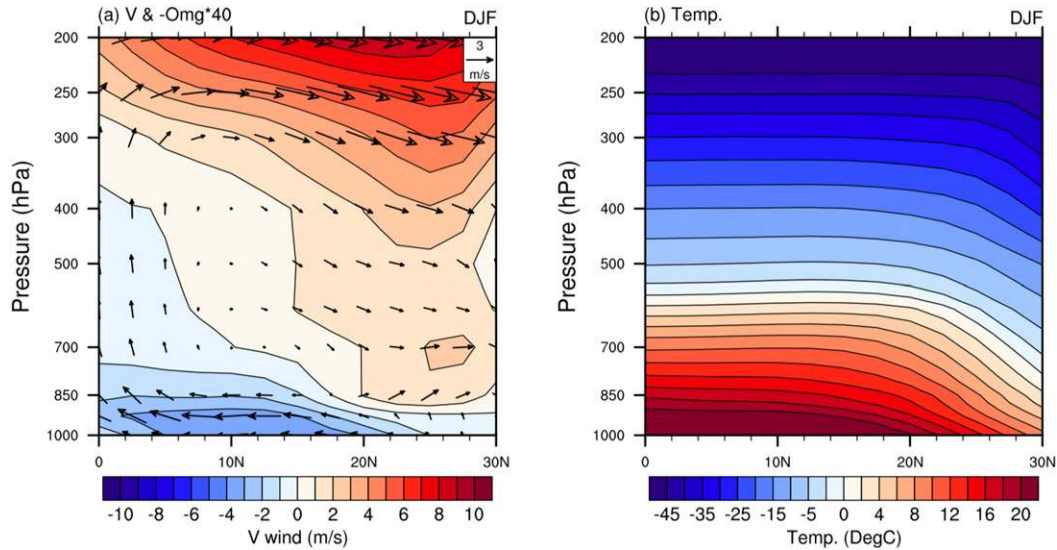 (a) V & -Omg*40
DJF
200
250
300
400
500
700
850
1000
Pressure (hPa)
3
m/s
0
10N
20N
30N
-10 -8 -6 -4 -2 0 2 4 6 8 10
V wind (m/s)
(b) Temp.
DJF
200
250
300
400
500
700
850
1000
Pressure (hPa)
0
10N
20N
30N
-45 -35 -25 -15 -5 0 4 8 12 16 20
Temp. (DegC)